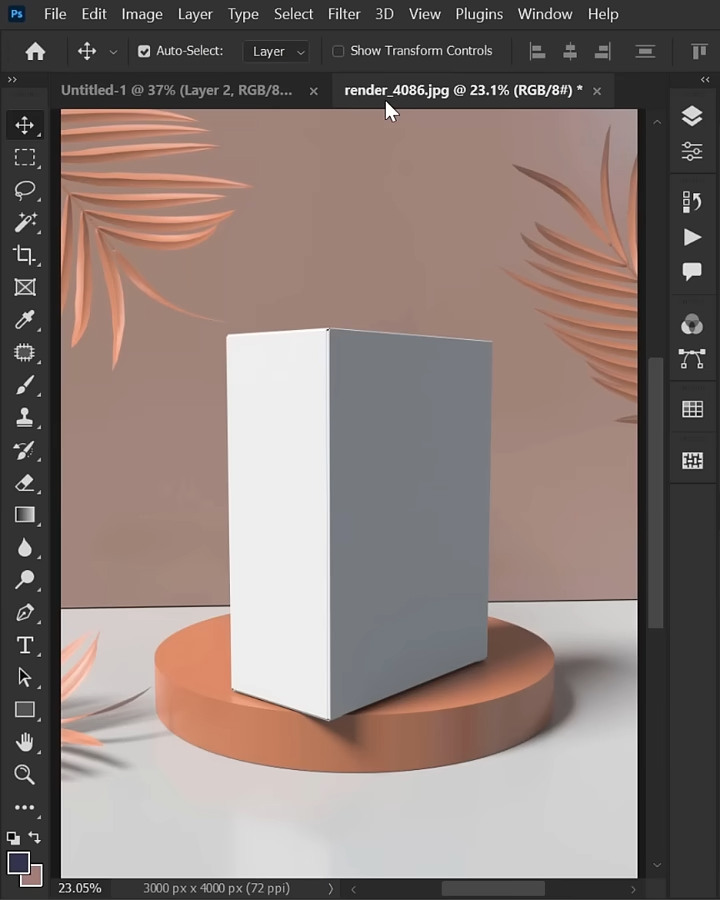 Ps File Edit Image Layer Type Select Filter 3D View Plugins Window Help
Auto-Select: Layer Show Transform Controls
Untitled-1 @ 37% (Layer 2, RGB/8... × render_4086.jpg @ 23.1% (RGB/8#) * ×
23.05% 3000 px x 4000 px (72 ppi)